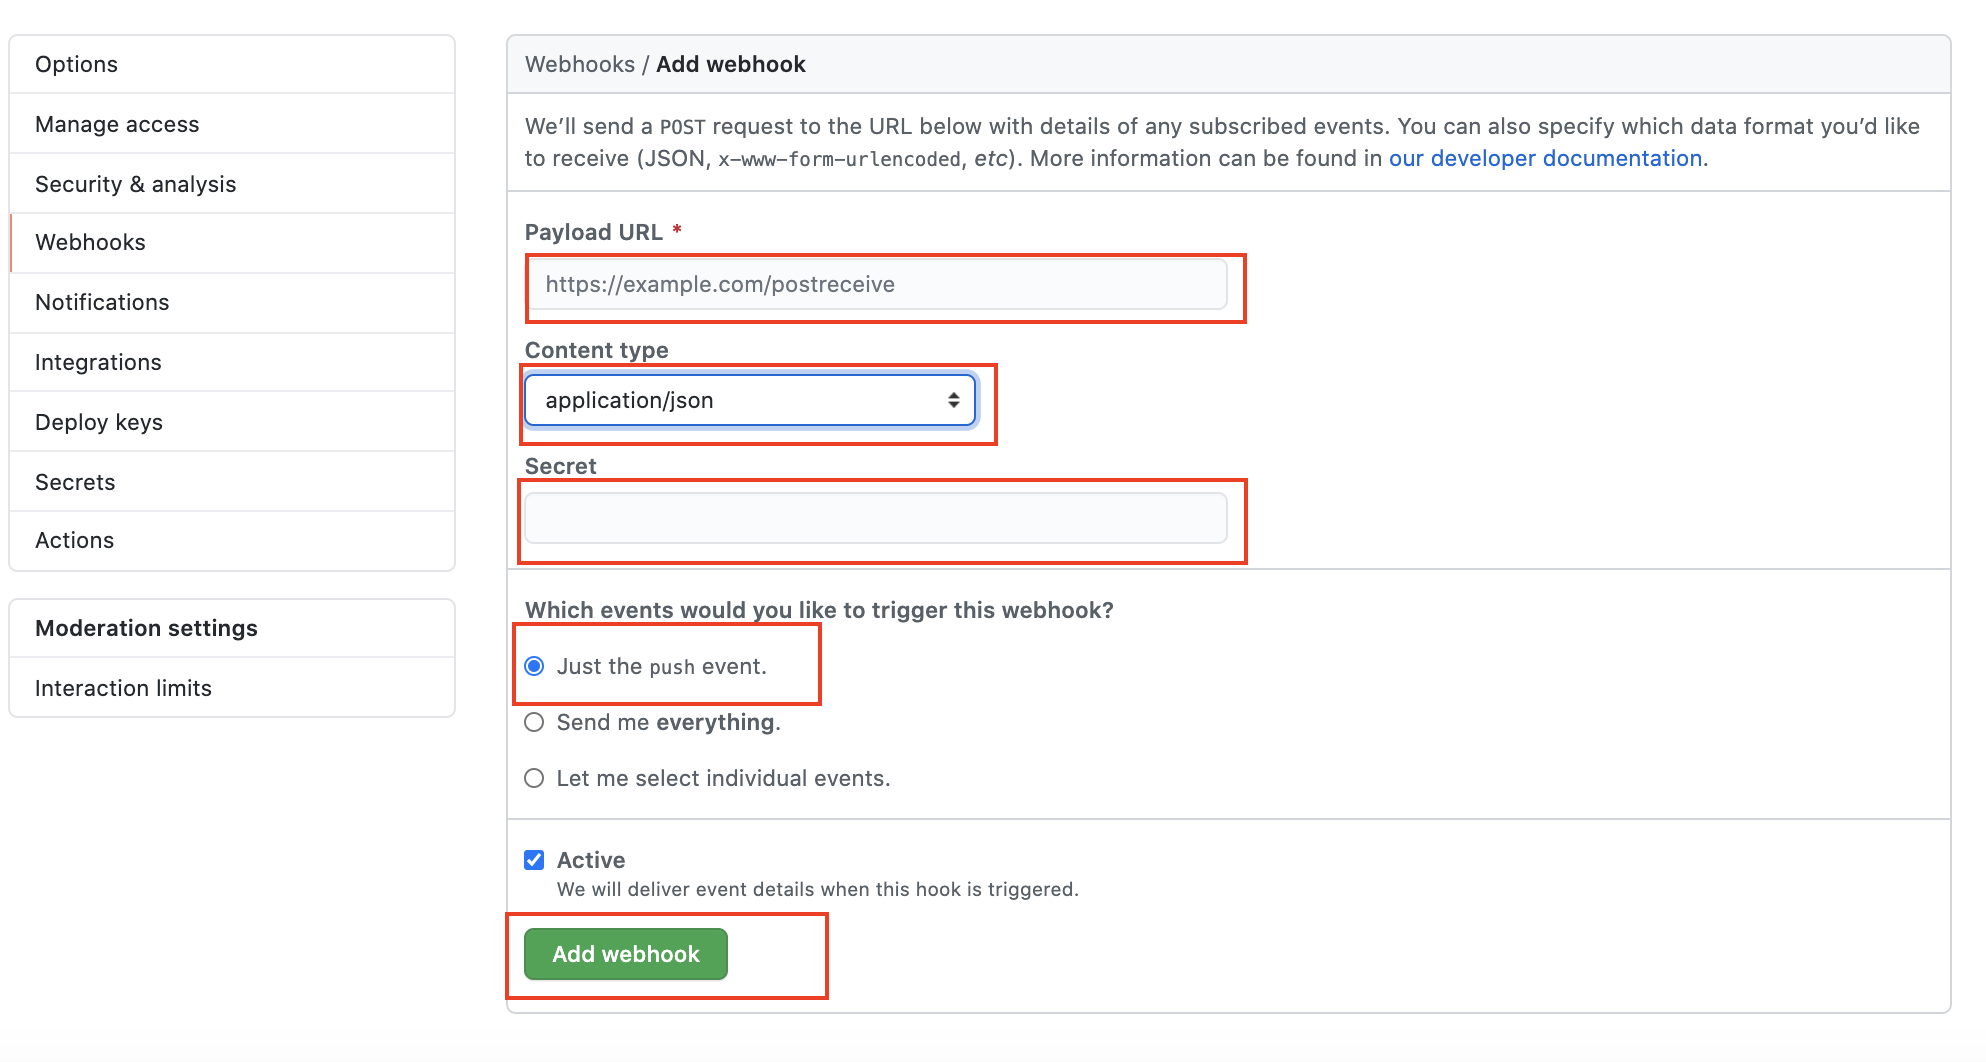 Options
Manage access
Security & analysis
Webhooks
Notifications
Integrations
Deploy keys
Secrets
Actions
Moderation settings
Interaction limits
Webhooks / Add webhook
We’ll send a POST request to the URL below with details of any subscribed events. You can also specify which data format you’d like
to receive (JSON, x-www-form-urlencoded, etc). More information can be found in our developer documentation.
Payload URL *
https://example.com/postreceive
Content type
application/json
Secret
Which events would you like to trigger this webhook?
Just the push event.
Send me everything.
Let me select individual events.
Active
We will deliver event details when this hook is triggered.
Add webhook